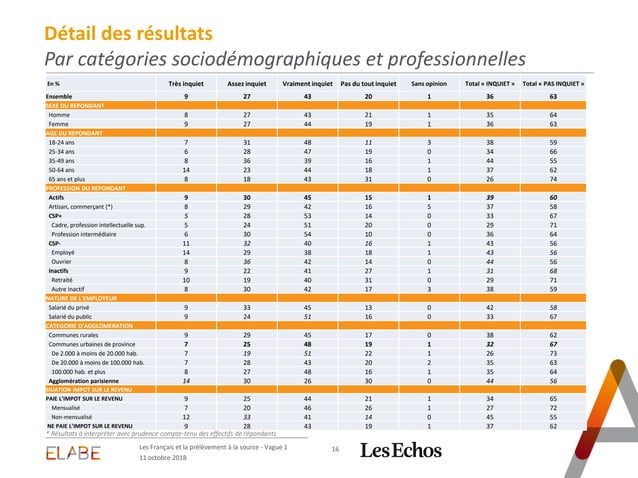 Détail des résultats
Par catégories sociodémographiques et professionnelles
En % Très inquiet Assez inquiet Vraiment inquiet Pas du tout inquiet Sans opinion Total « INQUIET » Total « PAS INQUIET »
Ensemble 9 27 43 20 1 36 63
SEXE DU REPONDANT
Homme 8 27 43 21 1 35 64
Femme 9 27 44 19 1 36 63
AGE DU REPONDANT
18-24 ans 7 31 48 11 3 38 59
25-34 ans 6 28 47 19 0 34 66
35-49 ans 8 36 39 16 1 44 55
50-64 ans 14 23 44 18 1 37 62
65 ans et plus 8 18 43 31 0 26 74
PROFESSION DU REPONDANT
Actifs 9 30 45 15 1 39 60
Artisan, commerçant (*) 8 29 42 16 5 37 58
CSP+ 5 28 53 14 0 33 67
Cadre, profession intellectuelle sup. 5 24 51 20 0 29 71
Profession intermédiaire 6 30 54 10 0 36 64
CSP- 11 32 40 16 1 43 56
Employé 14 29 38 18 1 43 56
Ouvrier 8 36 42 14 0 44 56
Inactifs 9 22 41 27 1 31 68
Retraité 10 19 40 31 0 29 71
Autre Inactif 8 30 42 17 3 38 59
NATURE DE L'EMPLOYEUR
Salarié du privé 9 33 45 13 0 42 58
Salarié du public 9 24 51 16 0 33 67
CATEGORIE D'AGGLOMERATION
Communes rurales 9 29 45 17 0 38 62
Communes urbaines de province 7 25 48 19 1 32 67
De 2.000 à moins de 20.000 hab. 7 19 51 22 1 26 73
De 20.000 à moins de 100.000 hab. 7 28 43 20 2 35 63
100.000 hab. et plus 8 27 48 16 1 35 64
Agglomération parisienne 14 30 26 30 0 44 56
SIUATION IMPOT SUR LE REVENU
PAIE L'IMPOT SUR LE REVENU 9 25 44 21 1 34 65
Mensualisé 7 20 46 26 1 27 72
Non-mensualisé 12 33 41 14 0 45 55
NE PAIE L'IMPOT SUR LE REVENU 9 28 43 19 1 37 62
* Résultats à interpréter avec prudence compte-tenu des effectifs de répondants
ELABE
Les Français et la prélèvement à la source - Vague 1
11 octobre 2018
16
Les Echos